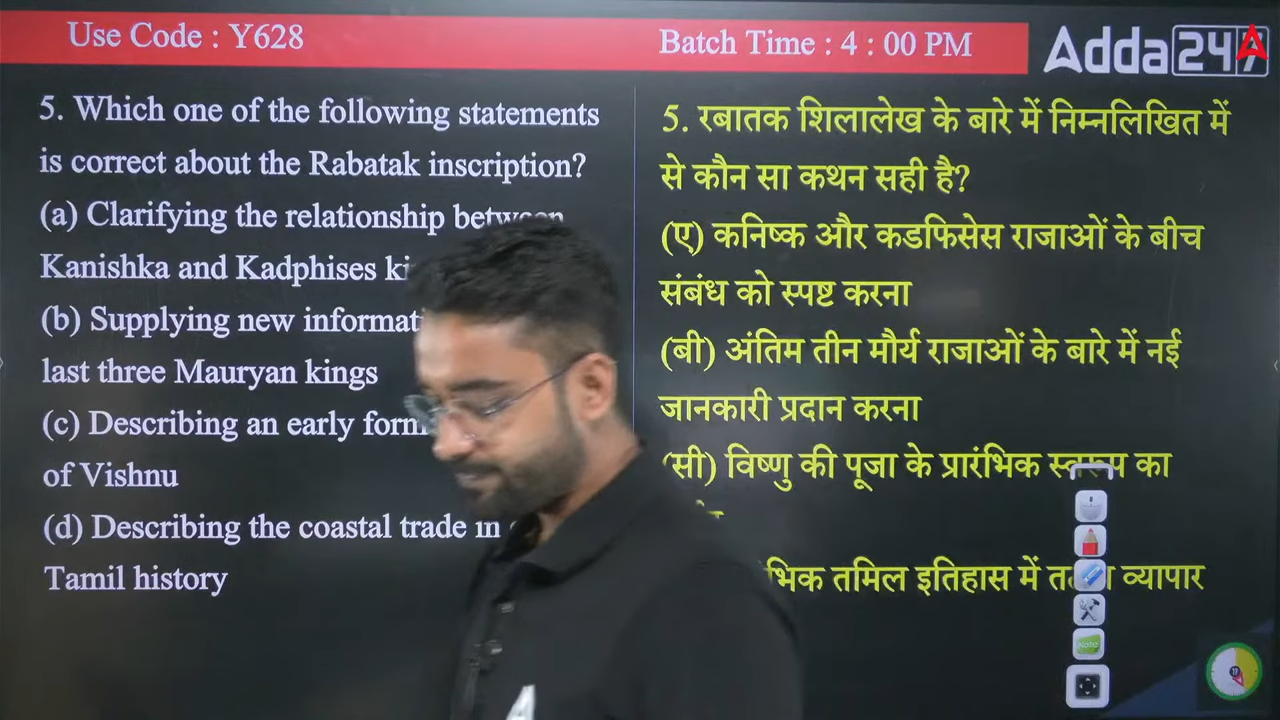 Use Code : Y628
Batch Time : 4 : 00 PM
Adda247
5. Which one of the following statements
is correct about the Rabatak inscription?
(a) Clarifying the relationship between
Kanishka and Kadphises
(b) Supplying new
last three Mauryan kings
(c) Describing an early
of Vishnu
(d) Describing the coastal trade in
Tamil history
5. रबातक शिलालेख के बारे में निम्नलिखित में
से कौन सा कथन सही है?
(ए) कनिष्क और कडफिसेस राजाओं के बीच
संबंध को स्पष्ट करना
(बी) अंतिम तीन मौर्य राजाओं के बारे में नई
जानकारी प्रदान करना
(सी) विष्णु की पूजा के प्रारंभिक स्वरूप का
तमिल इतिहास में व्यापार
Note